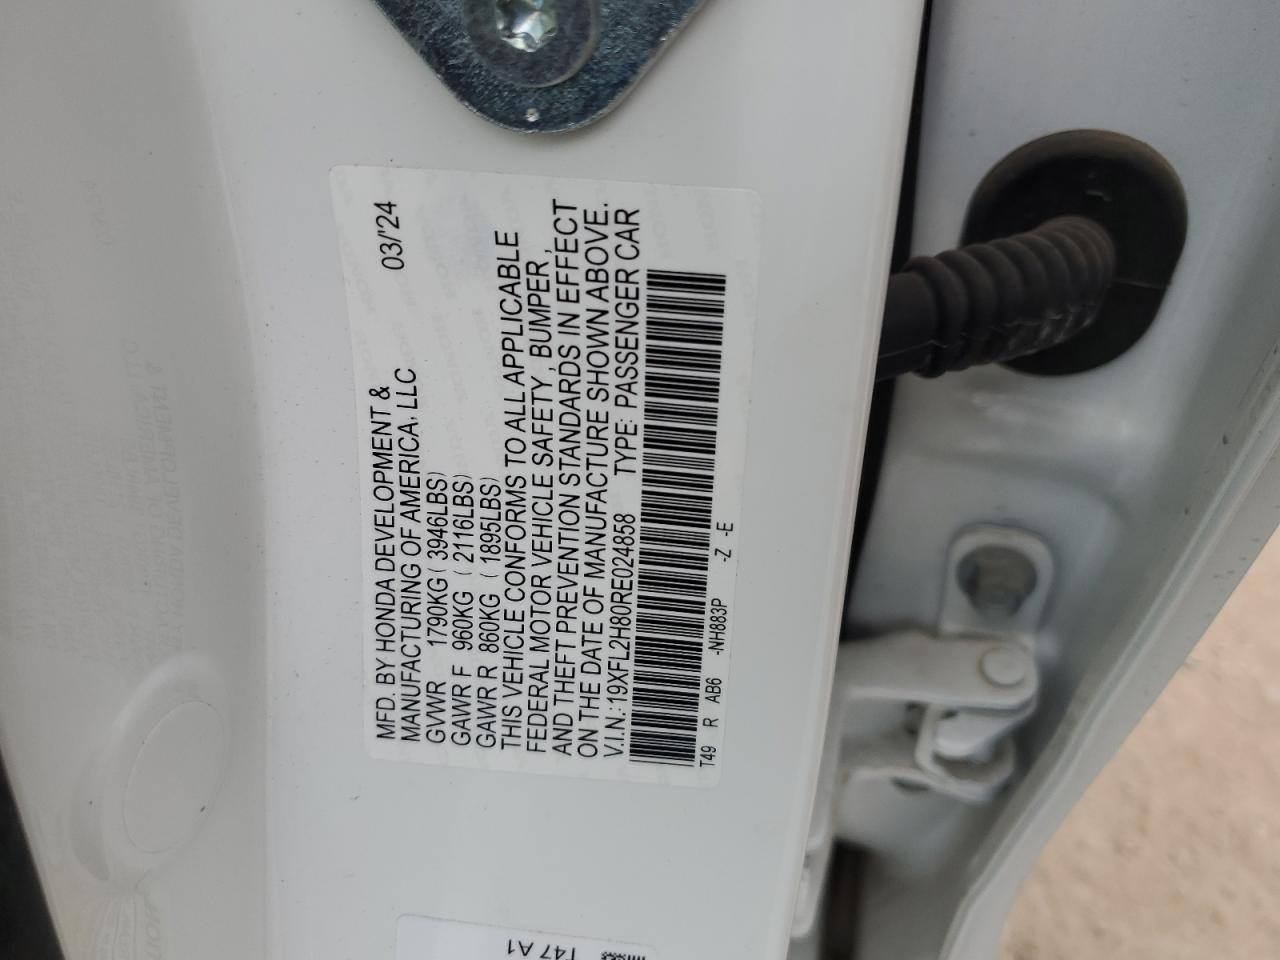 03/'24
MFD. BY HONDA DEVELOPMENT &
MANUFACTURING OF AMERICA, LLC
GVWR 1790KG ( 3946LBS)
GAWR F 960KG ( 2116LBS)
GAWR R 860KG ( 1895LBS)
THIS VEHICLE CONFORMS TO ALL APPLICABLE
FEDERAL MOTOR VEHICLE SAFETY, BUMPER,
AND THEFT PREVENTION STANDARDS IN EFFECT
ON THE DATE OF MANUFACTURE SHOWN ABOVE.
V.I.N.:19XFL2H80RE024858 TYPE: PASSENGER CAR
T49 R AB6 -NH883P -Z -E
T47 A1